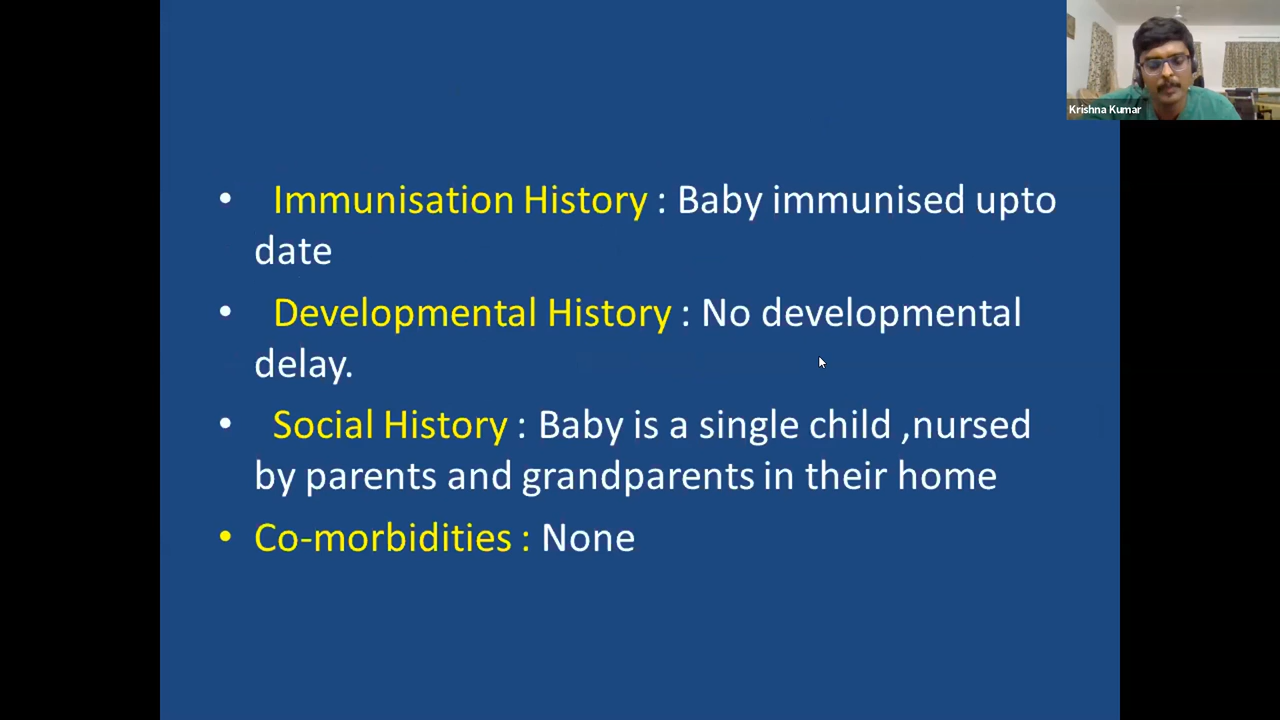 Krishna Kumar
• Immunisation History : Baby immunised upto
date
• Developmental History : No developmental
delay.
• Social History : Baby is a single child ,nursed
by parents and grandparents in their home
• Co-morbidities : None